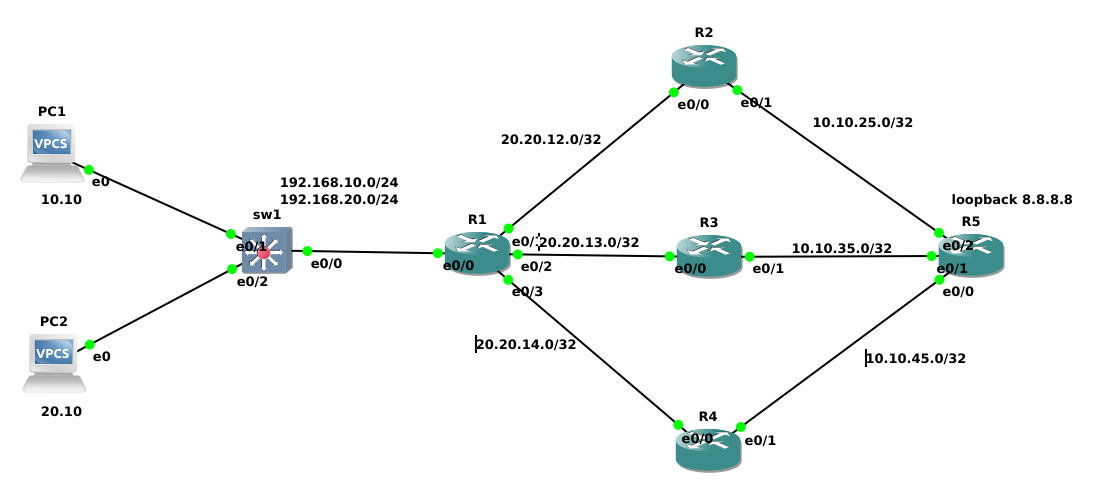 R2
e0/0
e0/1
20.20.12.0/32
10.10.25.0/32
PC1
VPCS
e0
10.10
192.168.10.0/24
192.168.20.0/24
sw1
e0/1
e0/2
e0/0
R1
e0/0
e0/2
e0/3
20.20.13.0/32
R3
e0/0
e0/1
10.10.35.0/32
loopback 8.8.8.8
R5
e0/2
e0/1
e0/0
PC2
VPCS
e0
20.10
20.20.14.0/32
10.10.45.0/32
R4
e0/0
e0/1